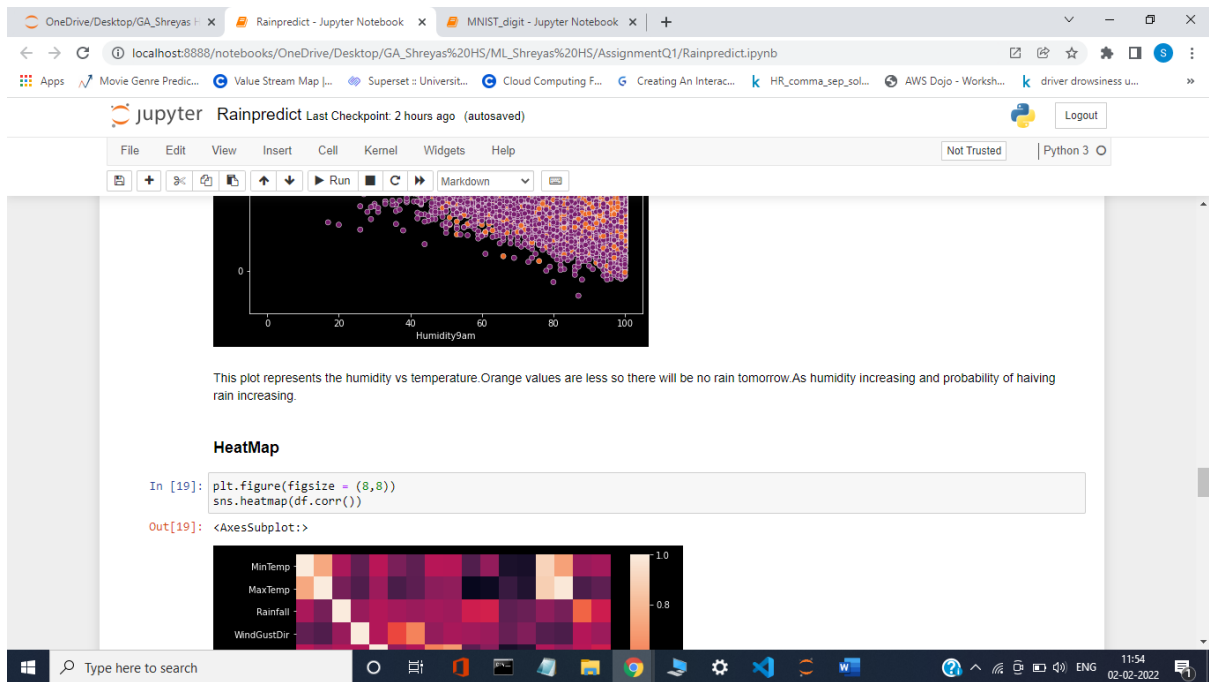 OneDrive/Desktop/GA_Shreyas H
Rainpredict - Jupyter Notebook
MNIST_digit - Jupyter Notebook
localhost:8888/notebooks/OneDrive/Desktop/GA_Shreyas%20HS/ML_Shreyas%20HS/AssignmentQ1/Rainpredict.ipynb
S
Apps
Movie Genre Predic...
Value Stream Map |...
Superset :: Universit...
Cloud Computing F...
Creating An Interac...
HR_comma_sep_sol...
AWS Dojo - Worksh...
driver drowsiness u...
»
jupyter Rainpredict Last Checkpoint: 2 hours ago (autosaved)
Logout
File Edit View Insert Cell Kernel Widgets Help
Not Trusted
Python 3
Run
Markdown
0
0 20 40 60 80 100
Humidity9am
This plot represents the humidity vs temperature.Orange values are less so there will be no rain tomorrow.As humidity increasing and probability of haiving
rain increasing.
HeatMap
In [19]: plt.figure(figsize = (8,8))
sns.heatmap(df.corr())
Out[19]: <AxesSubplot:>
MinTemp
MaxTemp
Rainfall
WindGustDir
1.0
0.8
Type here to search
ENG
11:54
02-02-2022
1